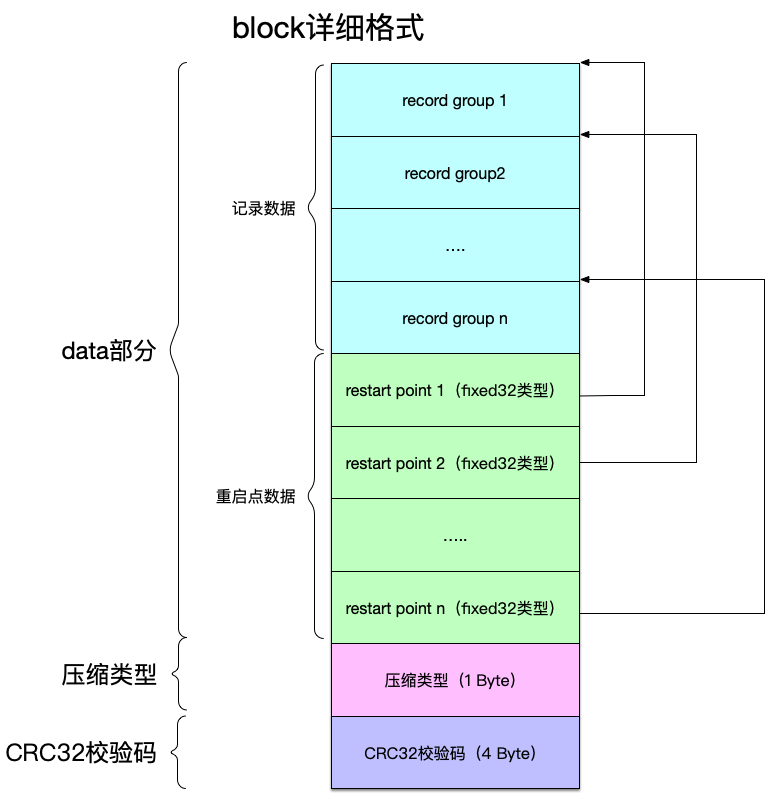 block详细格式
record group 1
record group2
记录数据
....
record group n
data部分
restart point 1（fixed32类型）
restart point 2（fixed32类型）
重启点数据
.....
restart point n（fixed32类型）
压缩类型
压缩类型（1 Byte）
CRC32校验码
CRC32校验码（4 Byte）